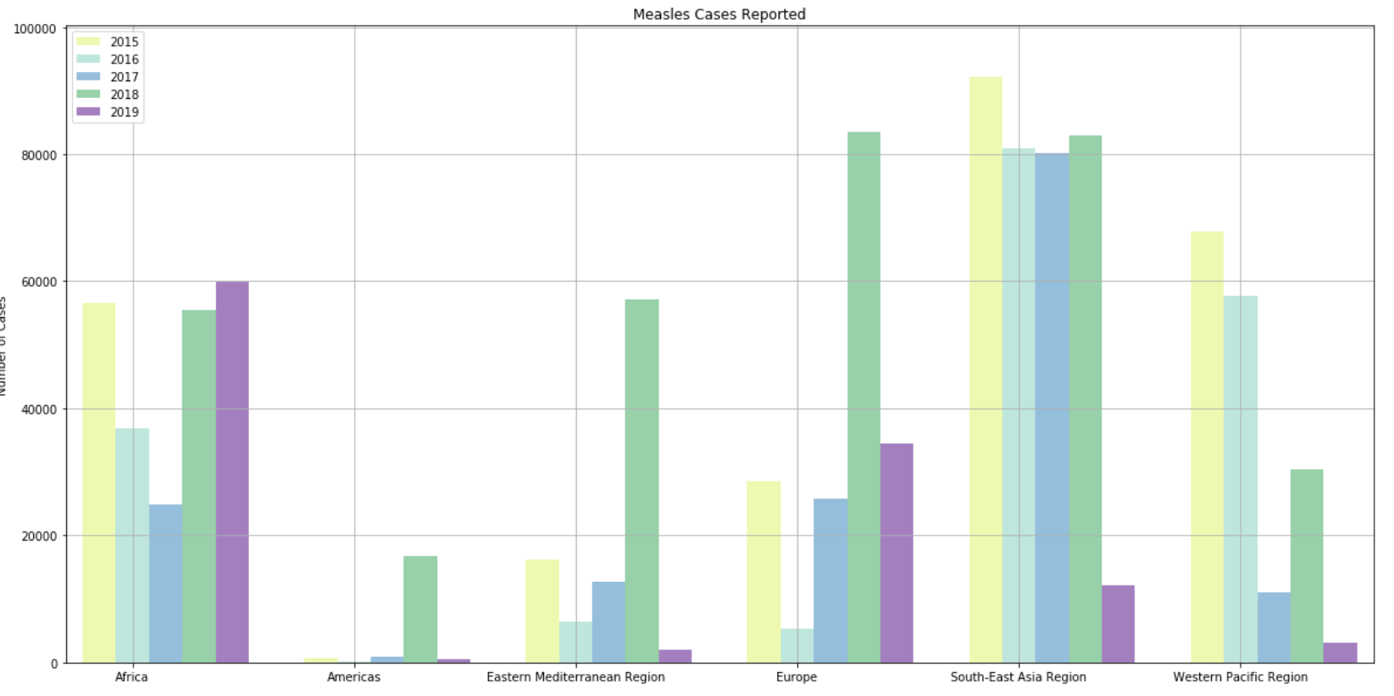 Measles Cases Reported
100000
80000
60000
40000
20000
0
Number of Cases
2015
2016
2017
2018
2019
Africa
Americas
Eastern Mediterranean Region
Europe
South-East Asia Region
Western Pacific Region